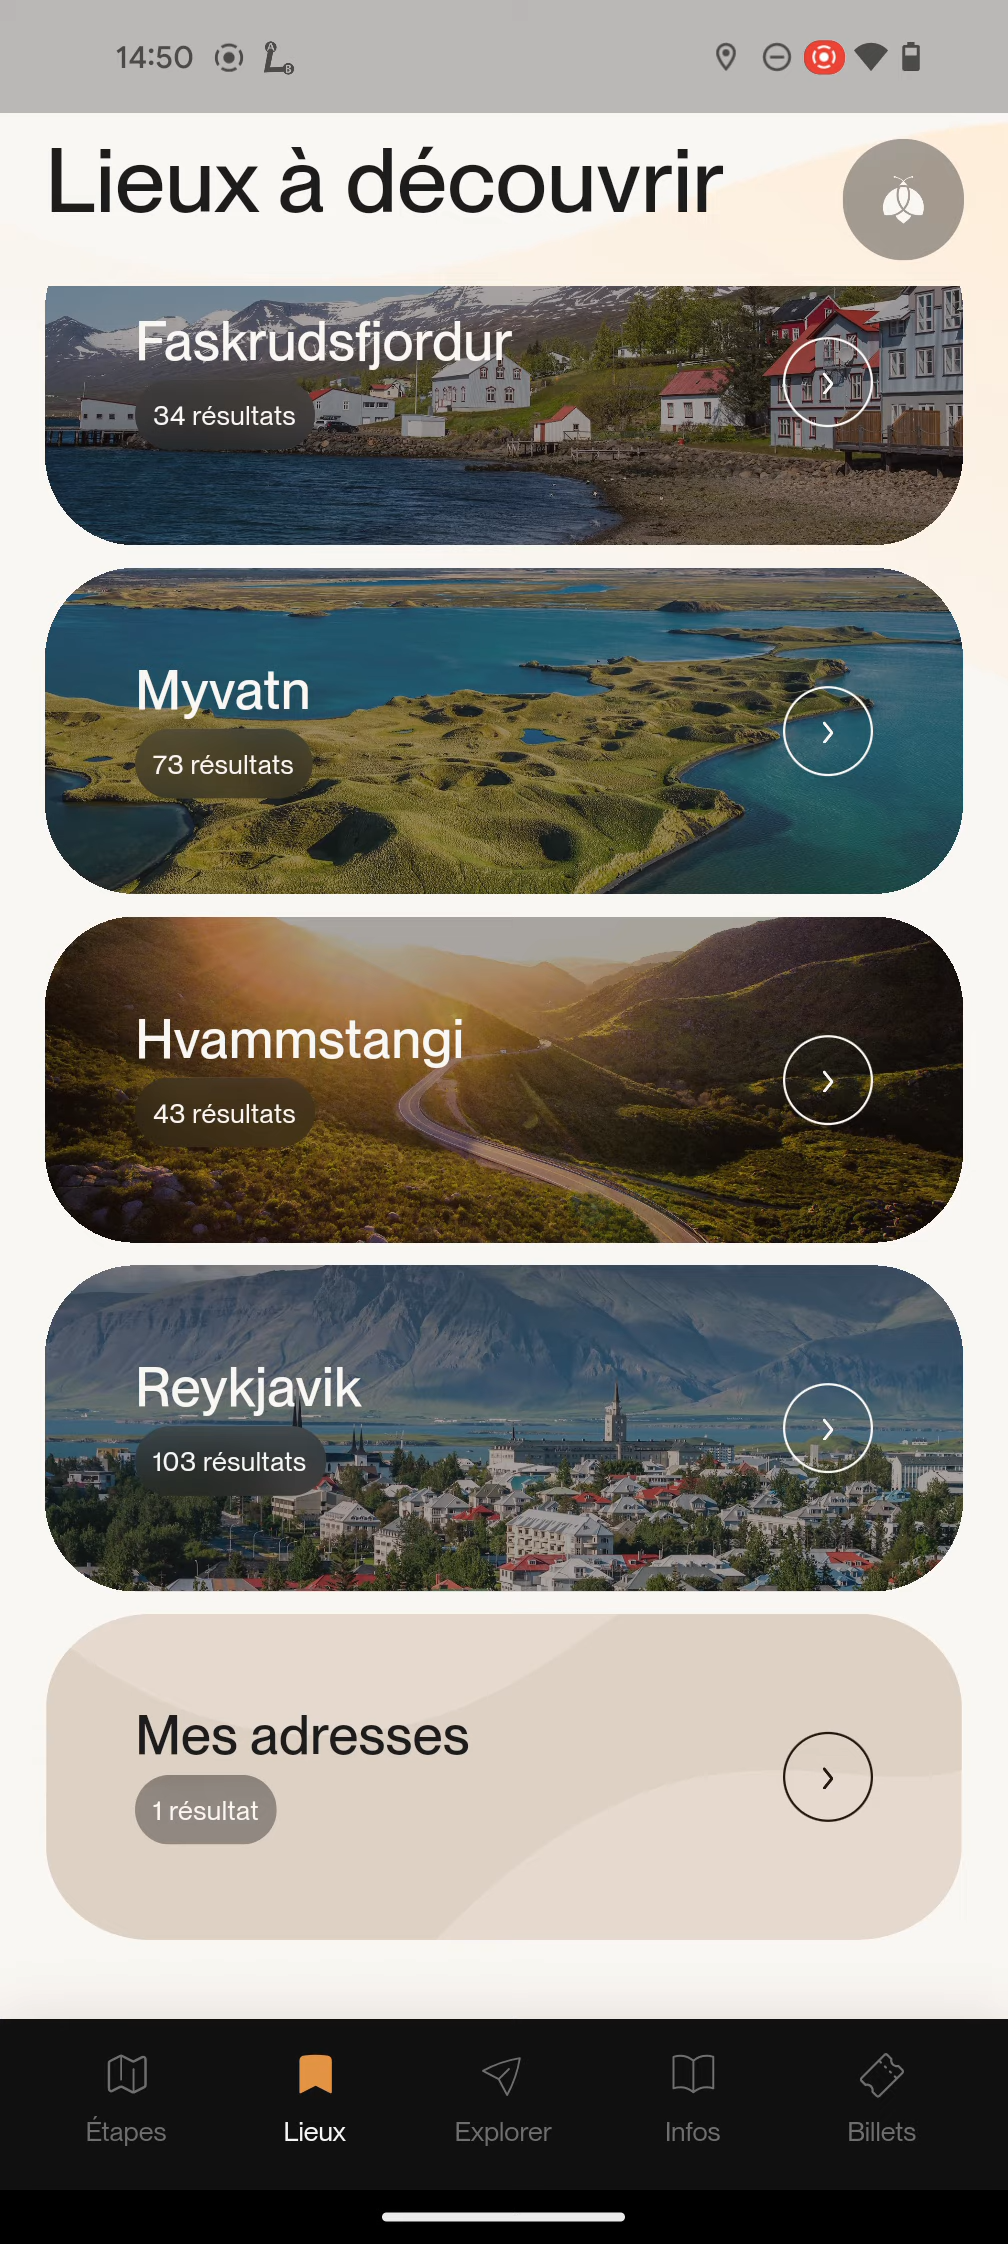 14:50
Lieux à découvrir
Faskrudsfjordur
34 résultats
Myvatn
73 résultats
Hvammstangi
43 résultats
Reykjavik
103 résultats
Mes adresses
1 résultat
Étapes
Lieux
Explorer
Infos
Billets